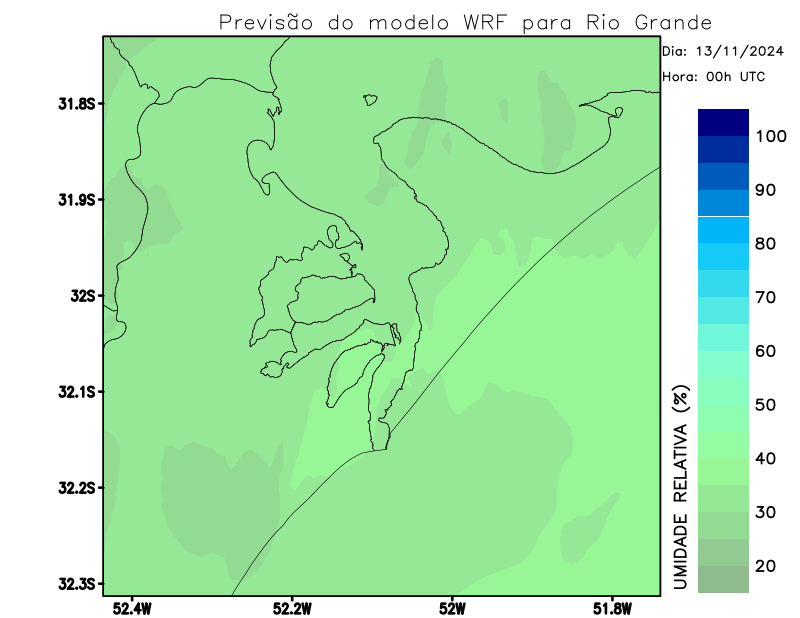 Previsão do modelo WRF para Rio Grande
Dia: 13/11/2024
Hora: 00h UTC
31.8S
31.9S
32S
32.1S
32.2S
32.3S
52.4W
52.2W
52W
51.8W
UMIDADE RELATIVA (%)
100
90
80
70
60
50
40
30
20